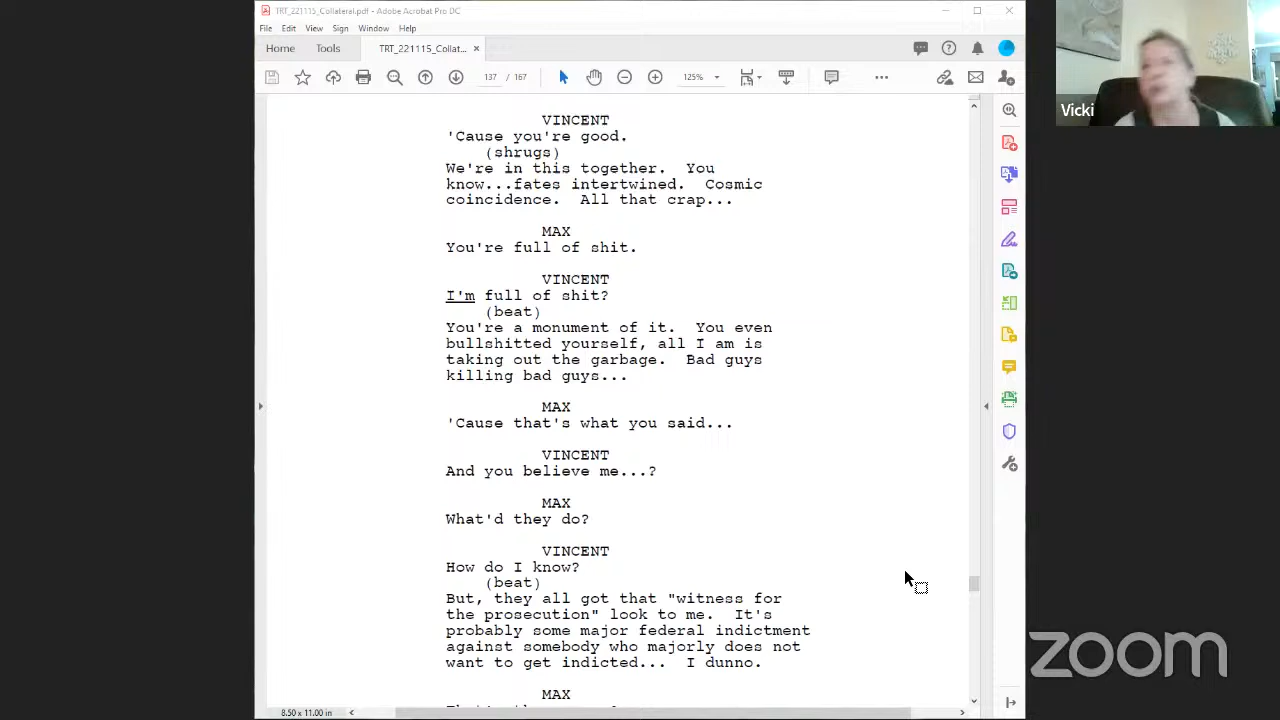 TRT_221115_Collateral.pdf - Adobe Acrobat Pro DC
File Edit View Sign Window Help
Home Tools TRT_221115_Collat... ×
137 / 167 125%
VINCENT
'Cause you're good.
(shrugs)
We're in this together. You
know...fates intertwined. Cosmic
coincidence. All that crap...
MAX
You're full of shit.
VINCENT
I'm full of shit?
(beat)
You're a monument of it. You even
bullshitted yourself, all I am is
taking out the garbage. Bad guys
killing bad guys...
MAX
'Cause that's what you said...
VINCENT
And you believe me...?
MAX
What'd they do?
VINCENT
How do I know?
(beat)
But, they all got that "witness for
the prosecution" look to me. It's
probably some major federal indictment
against somebody who majorly does not
want to get indicted... I dunno.
MAX
8.50 x 11.00 in
Vicki
zoom